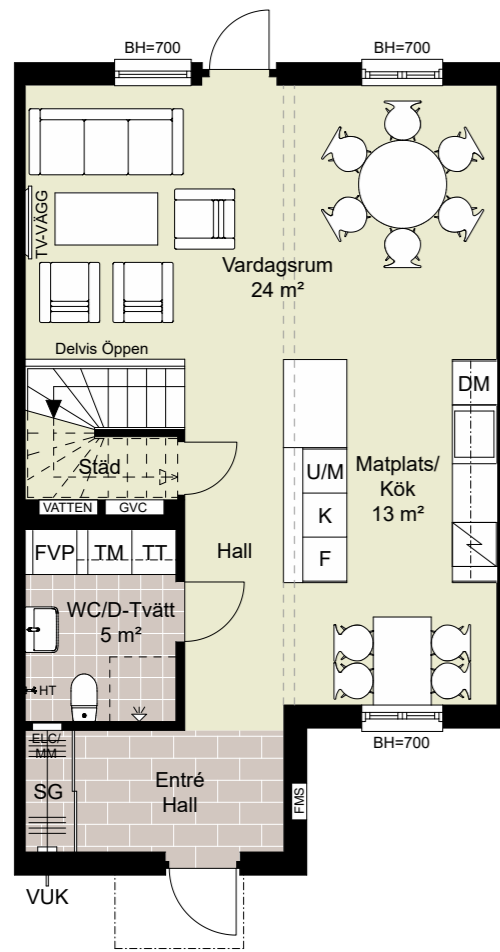 BH=700
BH=700
TV-VÄGG
Vardagsrum
24 m²
Delvis Öppen
DM
Städ
U/M
Matplats/
Kök
13 m²
K
VATTEN
GVC
F
Hall
FVP
TM
TT
WC/D-Tvätt
5 m²
HT
ELC/
MM
BH=700
SG
Entré
Hall
FMS
VUK